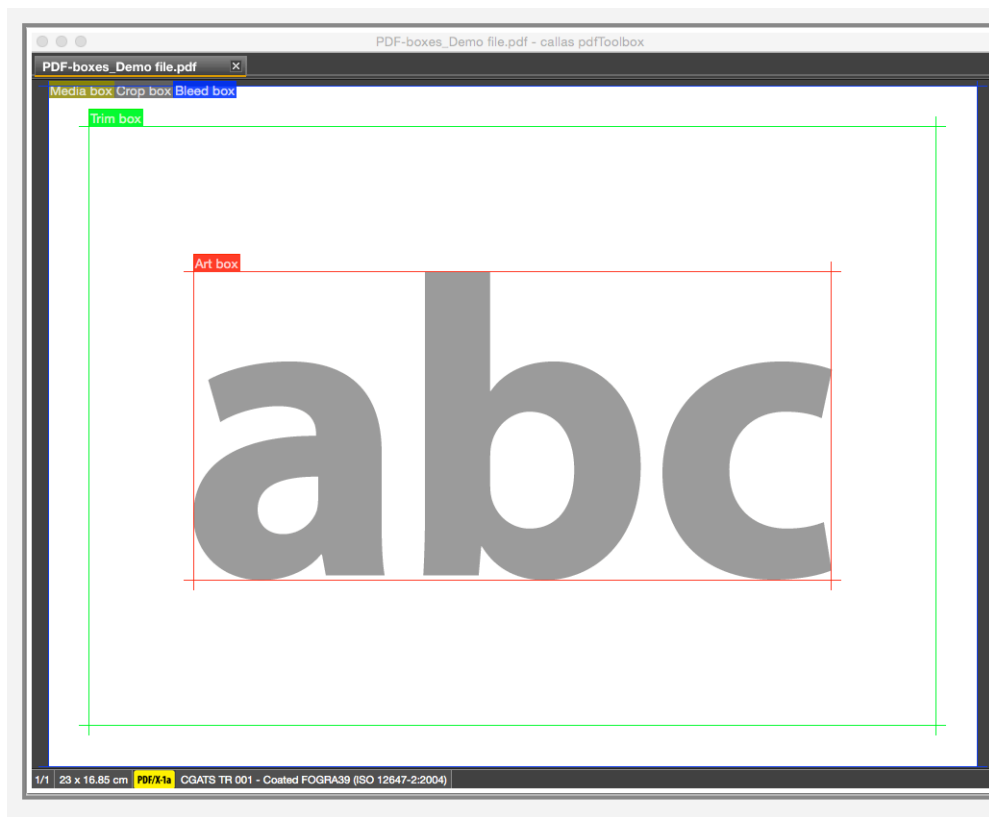 PDF-boxes_Demo file.pdf - callas pdfToolbox
PDF-boxes_Demo file.pdf
Media box Crop box Bleed box
Trim box
Art box
abc
1/1 23 x 16.85 cm PDF/X-1a CGATS TR 001 - Coated FOGRA39 (ISO 12647-2:2004)